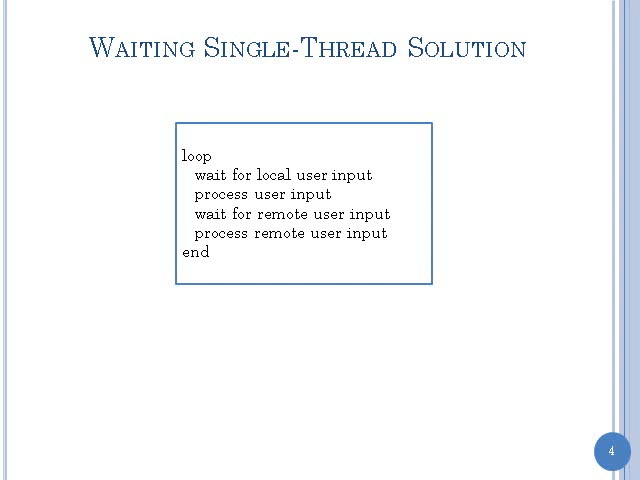 WAITING SINGLE-THREAD SOLUTION
loop
wait for local user input
process user input
wait for remote user input
process remote user input
end
4